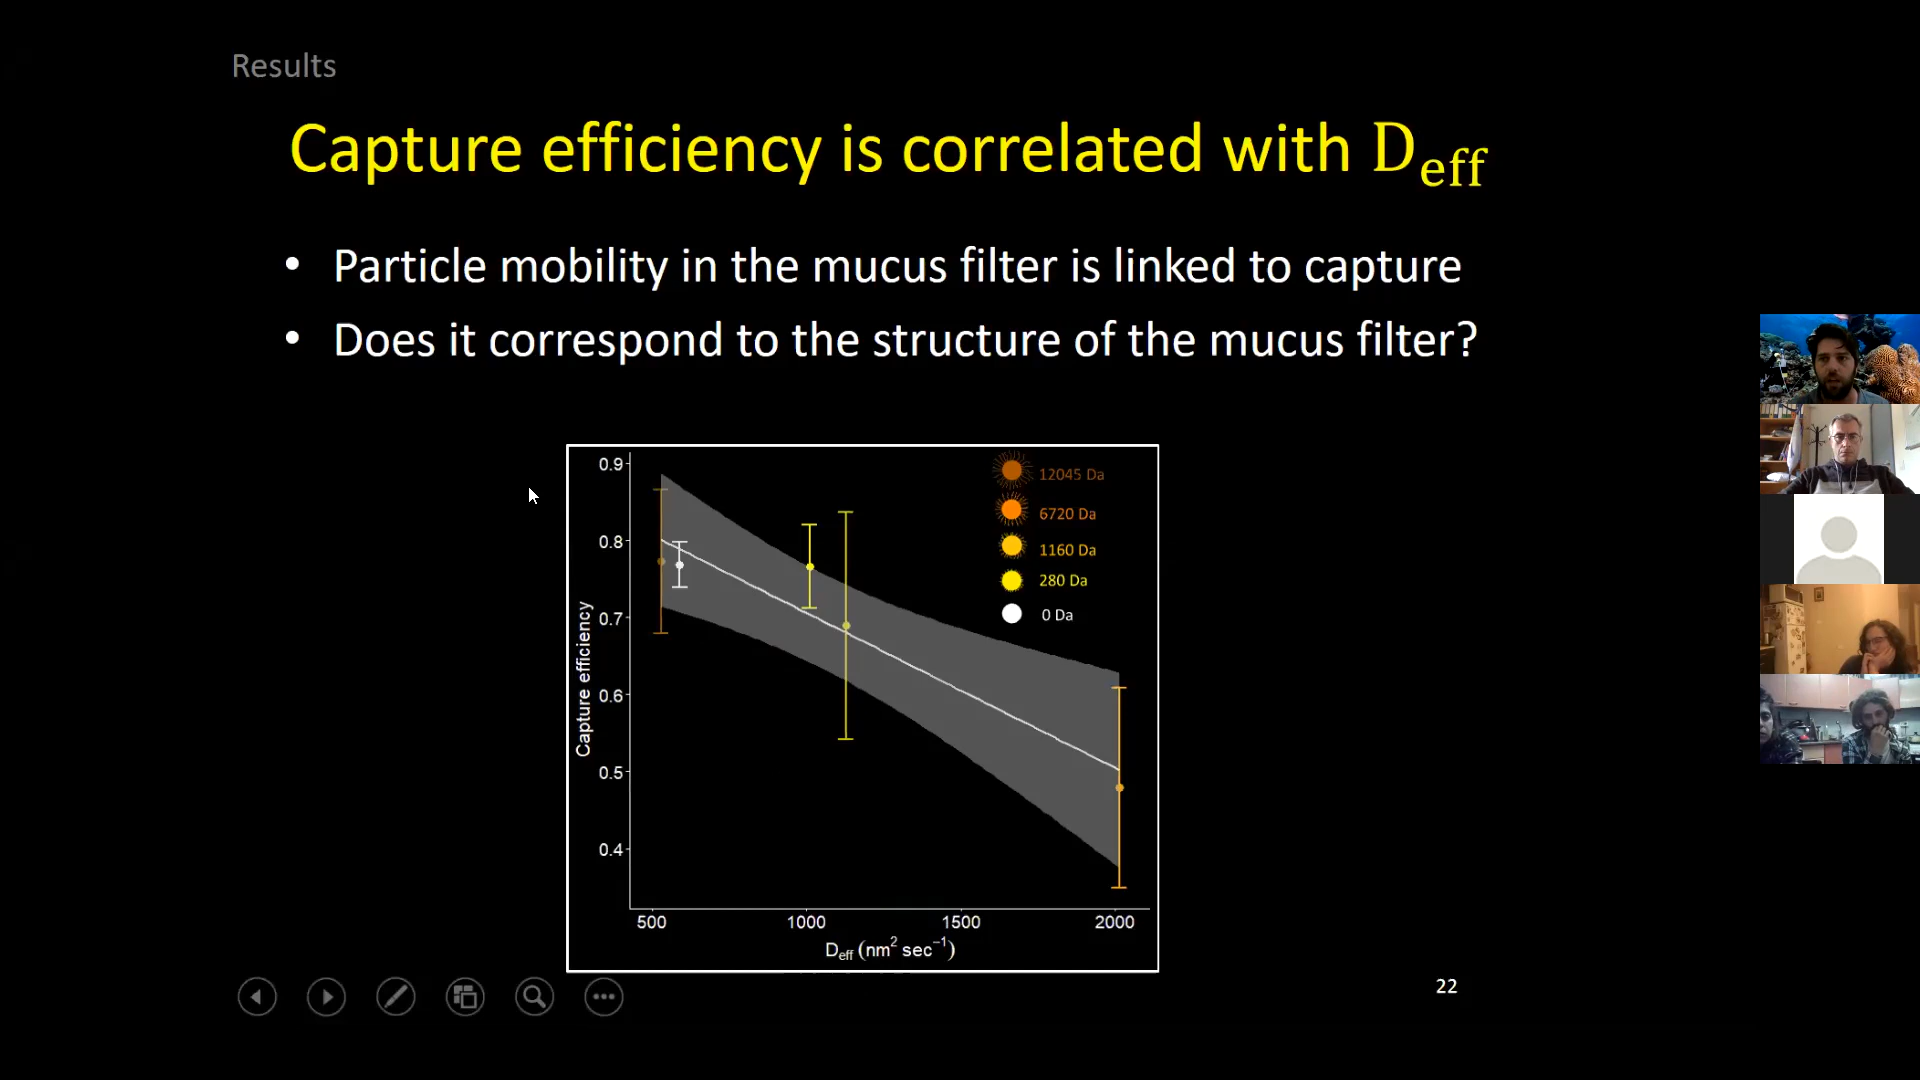 Results
Capture efficiency is correlated with Deff
• Particle mobility in the mucus filter is linked to capture
• Does it correspond to the structure of the mucus filter?
0.9
0.8
0.7
0.6
0.5
0.4
Capture efficiency
12045 Da
6720 Da
1160 Da
280 Da
0 Da
500 1000 1500 2000
Deff (nm² sec⁻¹)
22